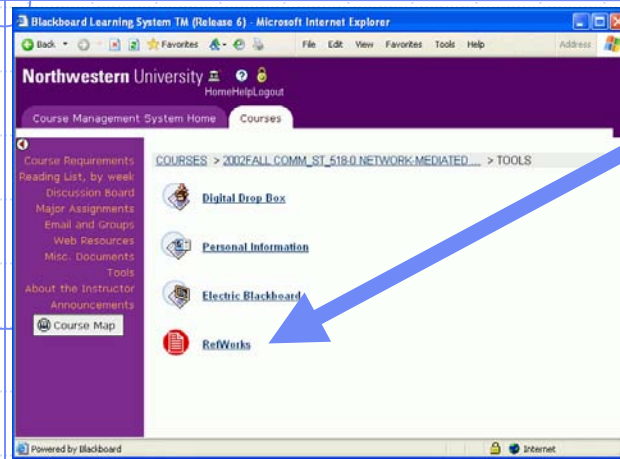 Blackboard Learning System TM (Release 6) - Microsoft Internet Explorer
Back Favorites File Edit View Favorites Tools Help Address
Northwestern University
HomeHelpLogout
Course Management System Home Courses
Course Requirements
Reading List, by week
Discussion Board
Major Assignments
Email and Groups
Web Resources
Misc. Documents
Tools
About the Instructor
Announcements
Course Map
COURSES > 2002FALL COMM_ST_518-0 NETWORK-MEDIATED.... > TOOLS
Digital Drop Box
Personal Information
Electric Blackboard
RefWorks
Powered by Blackboard Internet